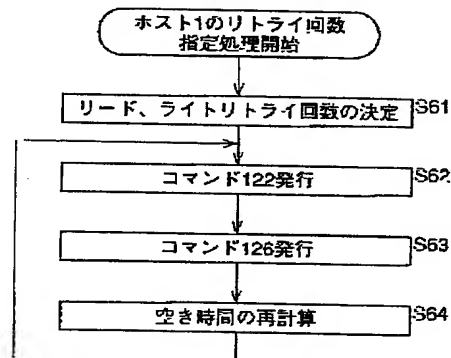 ホスト1のリトライ回数
指定処理開始
リード、ライトリトライ回数の決定 S61
コマンド122発行 S62
コマンド126発行 S63
空き時間の再計算 S64